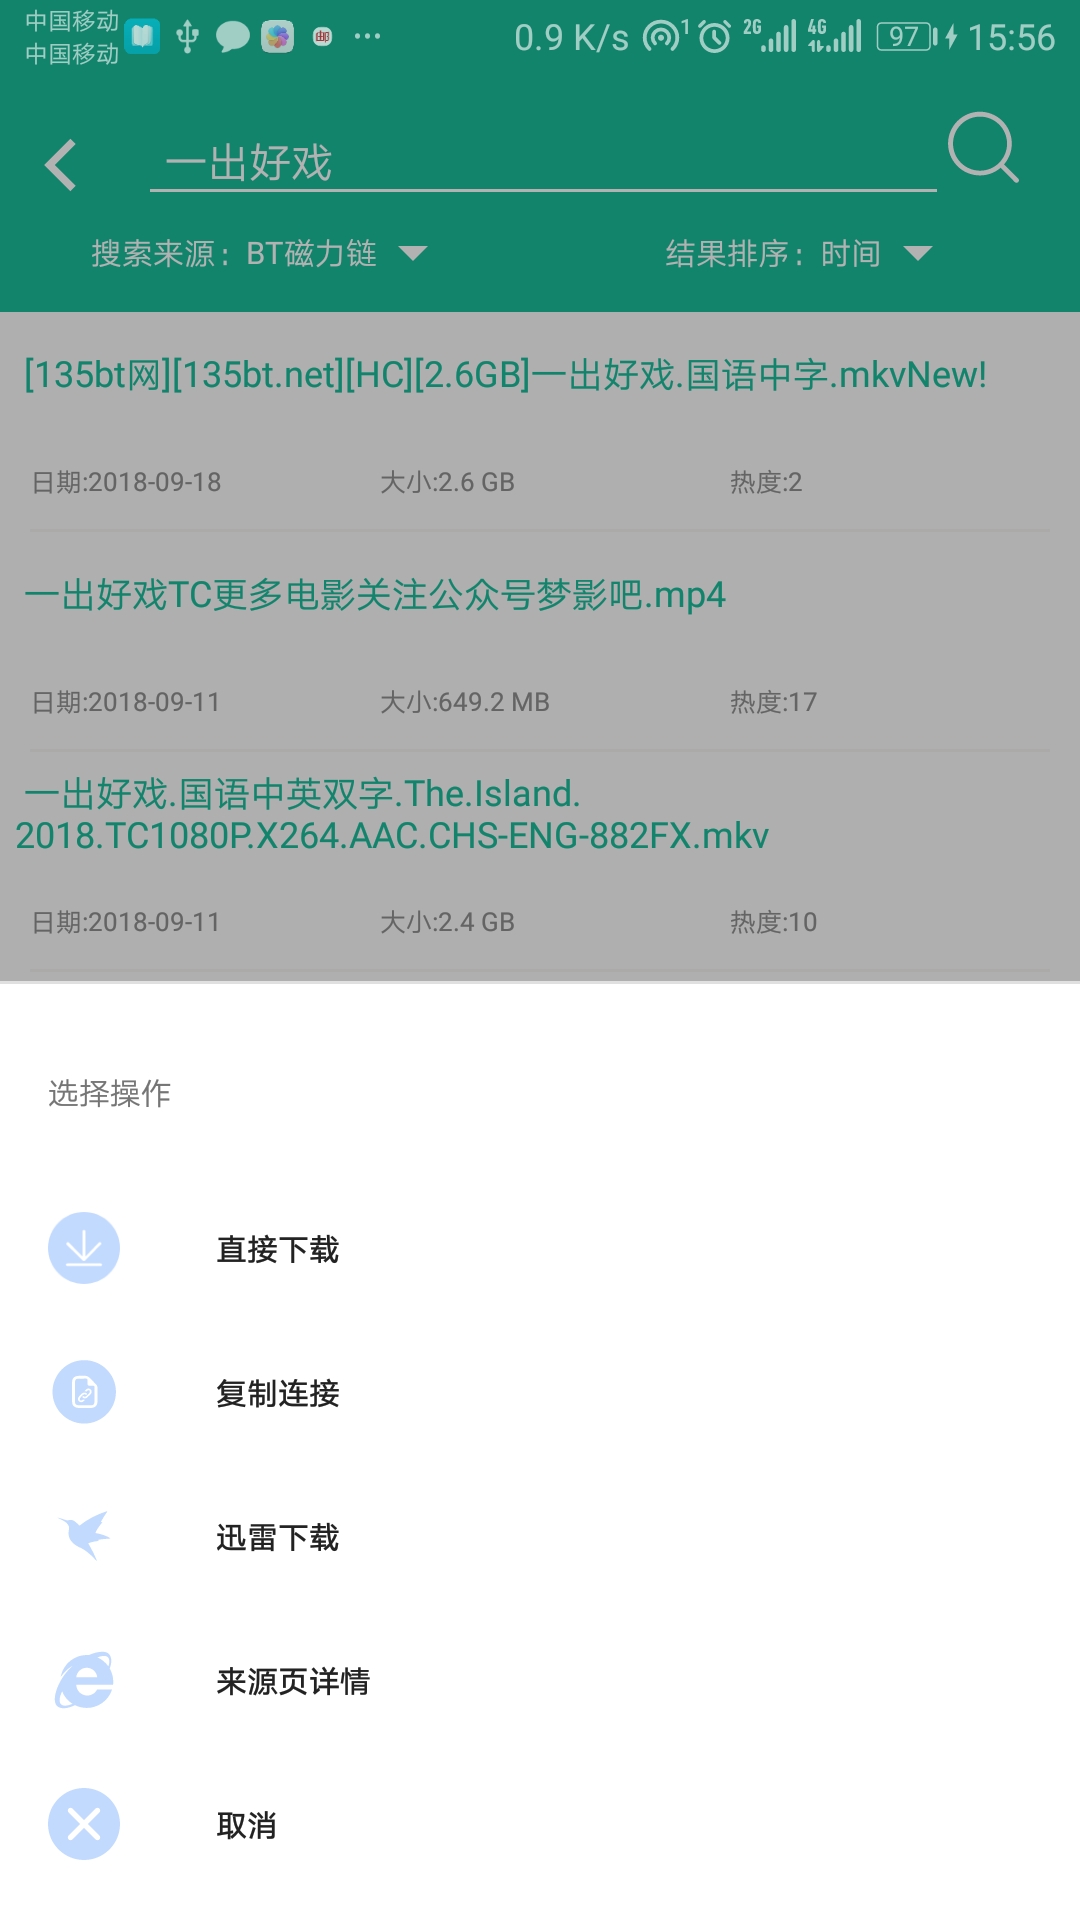 中国移动
中国移动
0.9 K/s
1
2G
4G
97
15:56
一出好戏
搜索来源：BT磁力链
结果排序：时间
[135bt网][135bt.net][HC][2.6GB]一出好戏.国语中字.mkvNew!
日期:2018-09-18 大小:2.6 GB 热度:2
一出好戏TC更多电影关注公众号梦影吧.mp4
日期:2018-09-11 大小:649.2 MB 热度:17
一出好戏.国语中英双字.The.Island.
2018.TC1080P.X264.AAC.CHS-ENG-882FX.mkv
日期:2018-09-11 大小:2.4 GB 热度:10
选择操作
直接下载
复制连接
迅雷下载
来源页详情
取消